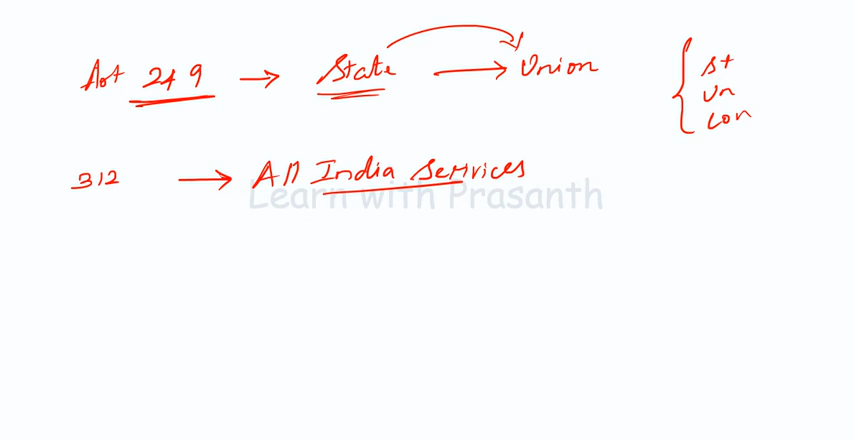 Art 249 → State → Union
{ St
Un
Con
312 → All India Services
Learn with Prasanth